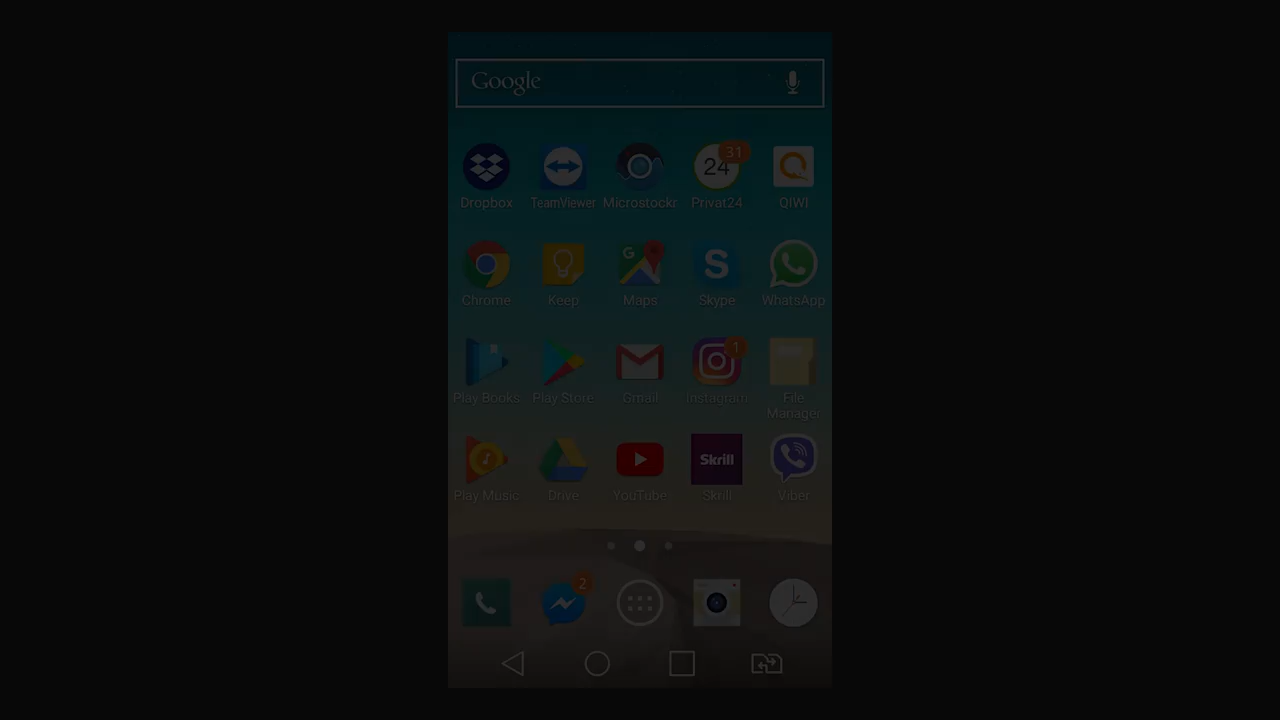 Google
31
24
Dropbox TeamViewer Microstockr Privat24 QIWI
G S
Chrome Keep Maps Skype WhatsApp
1
Play Books Play Store Gmail Instagram File
Manager
Skrill
Play Music Drive YouTube Skrill Viber
2